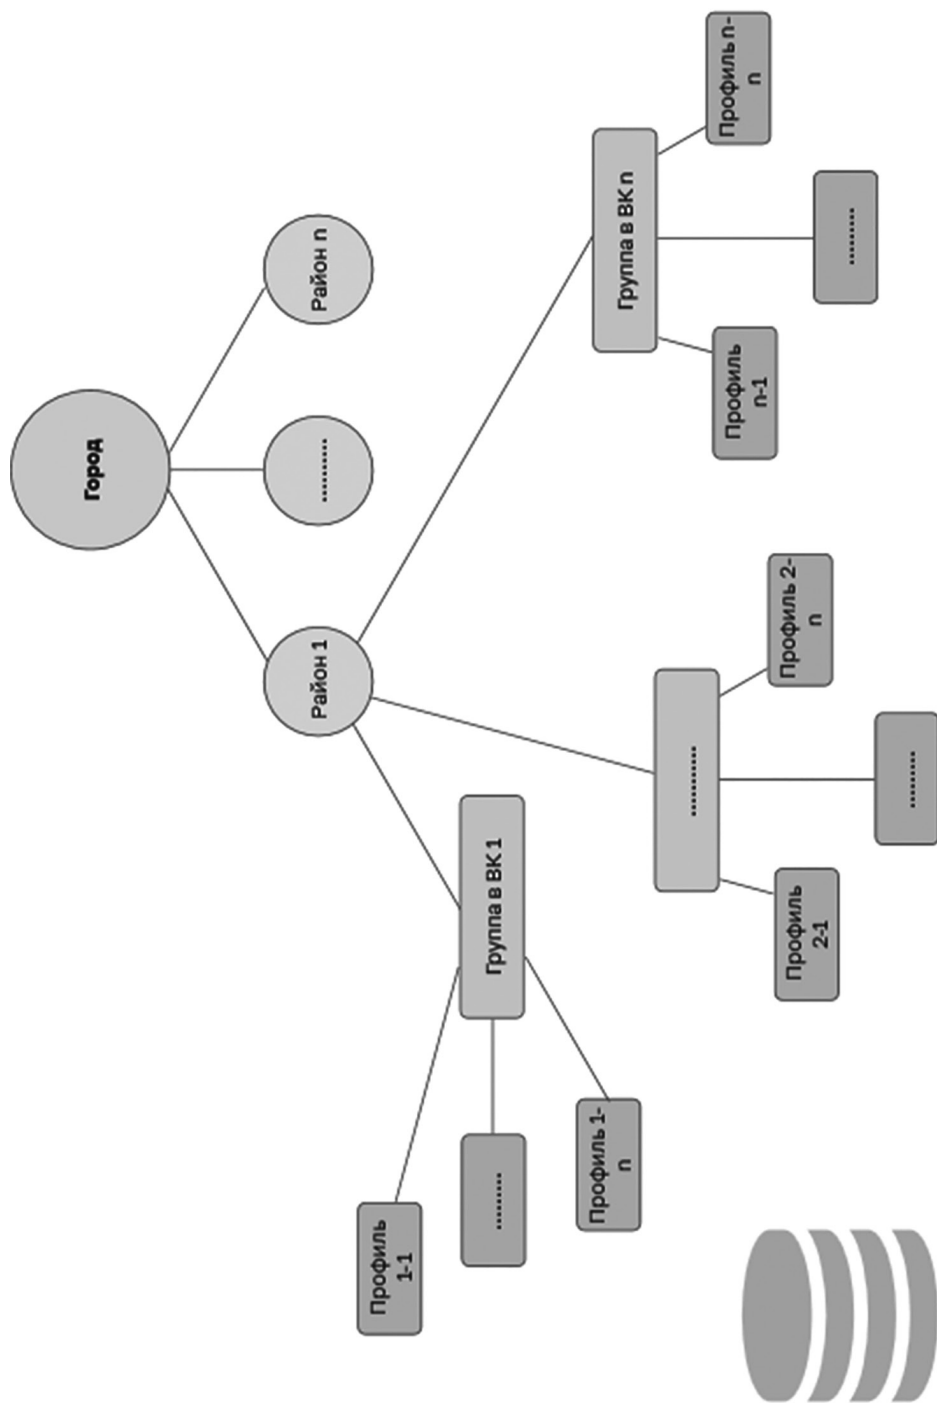 Город
Район 1
..........
Район n
Группа в ВК 1
...........
Группа в ВК n
Профиль
1-1
.........
Профиль 1-
n
Профиль
2-1
.........
Профиль 2-
n
Профиль
n-1
.........
Профиль n-
n